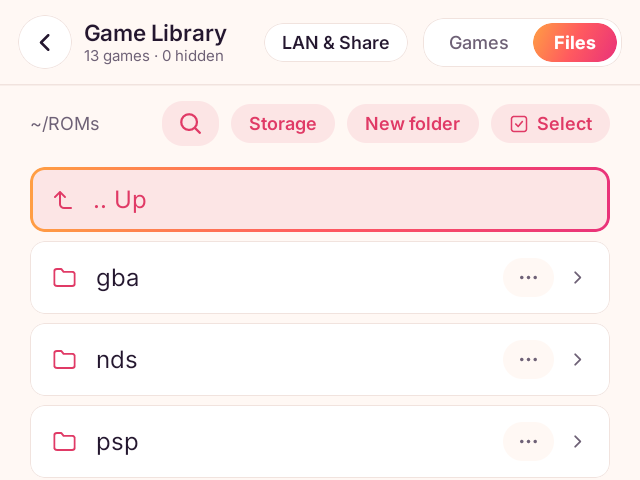 Game Library
13 games · 0 hidden
LAN & Share
Games
Files
~/ROMs
Storage
New folder
Select
.. Up
gba
nds
psp